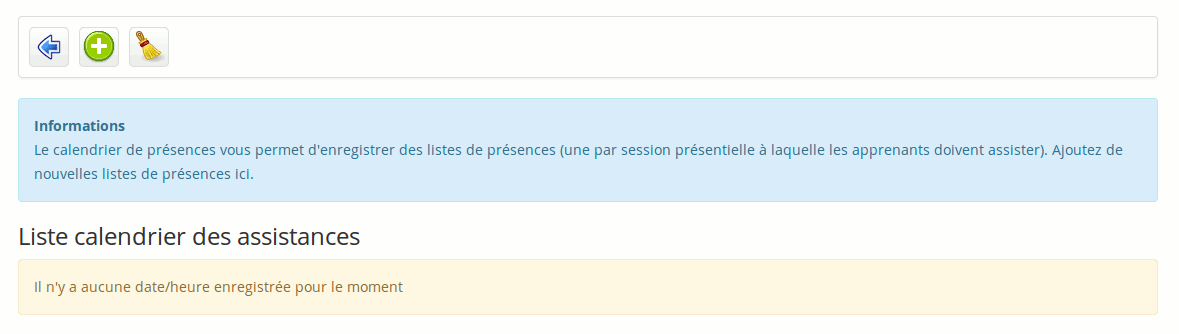 Informations
Le calendrier de présences vous permet d'enregistrer des listes de présences (une par session présentielle à laquelle les apprenants doivent assister). Ajoutez de
nouvelles listes de présences ici.
Liste calendrier des assistances
Il n'y a aucune date/heure enregistrée pour le moment